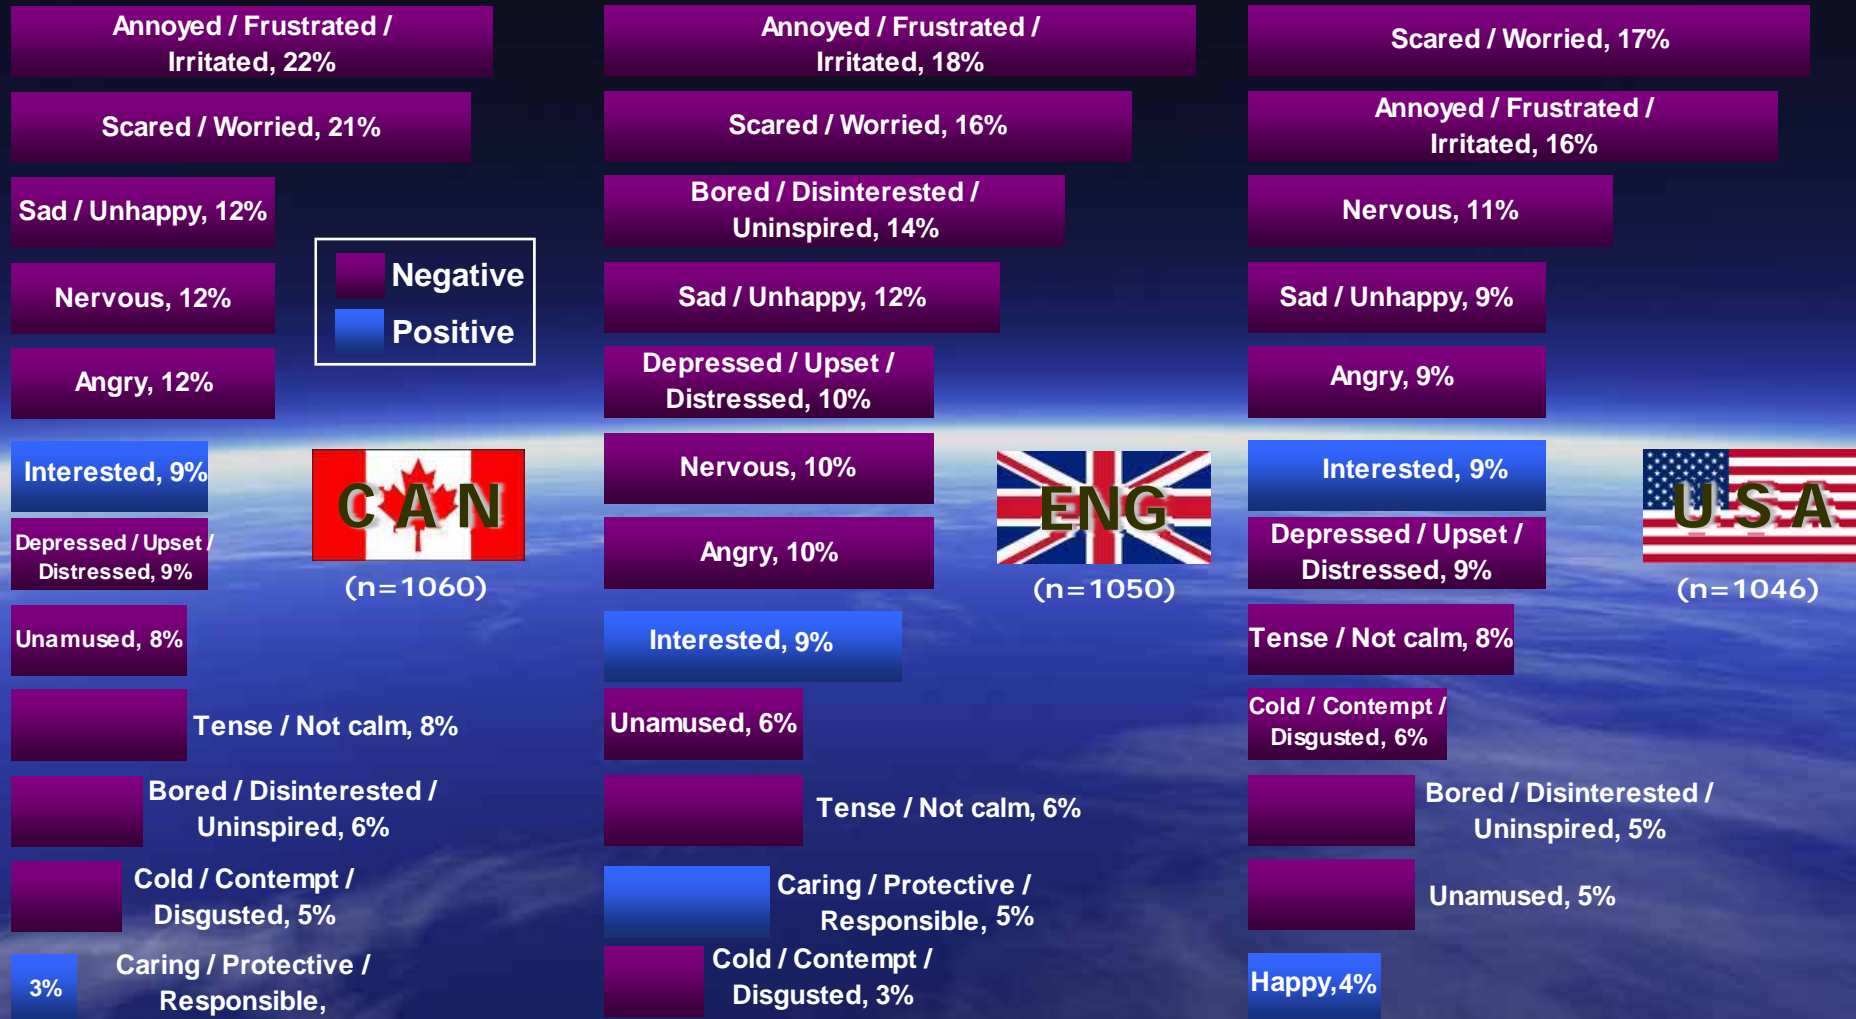 Annoyed / Frustrated /
Irritated, 22%
Scared / Worried, 21%
Sad / Unhappy, 12%
Nervous, 12%
Angry, 12%
Interested, 9%
Depressed / Upset /
Distressed, 9%
Unamused, 8%
Tense / Not calm, 8%
Bored / Disinterested /
Uninspired, 6%
Cold / Contempt /
Disgusted, 5%
3%
Caring / Protective /
Responsible,
Negative
Positive
CAN
(n=1060)
Annoyed / Frustrated /
Irritated, 18%
Scared / Worried, 16%
Bored / Disinterested /
Uninspired, 14%
Sad / Unhappy, 12%
Depressed / Upset /
Distressed, 10%
Nervous, 10%
Angry, 10%
Interested, 9%
Unamused, 6%
Tense / Not calm, 6%
Caring / Protective /
Responsible, 5%
Cold / Contempt /
Disgusted, 3%
ENG
(n=1050)
Scared / Worried, 17%
Annoyed / Frustrated /
Irritated, 16%
Nervous, 11%
Sad / Unhappy, 9%
Angry, 9%
Interested, 9%
Depressed / Upset /
Distressed, 9%
Tense / Not calm, 8%
Cold / Contempt /
Disgusted, 6%
Bored / Disinterested /
Uninspired, 5%
Unamused, 5%
Happy, 4%
USA
(n=1046)